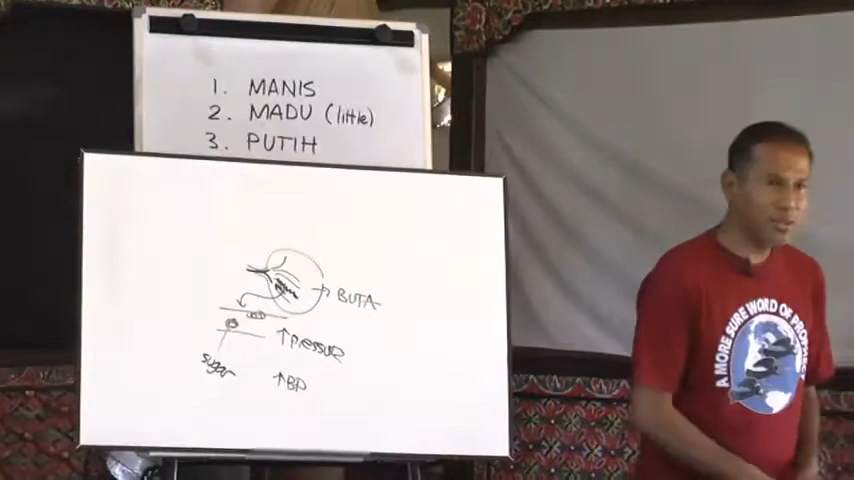 1. MANIS
2. MADU (little)
3. PUTIH
BUTA
↑ Pressure
sugar
↑ BP
A MORE SURE WORD OF PROPHECY